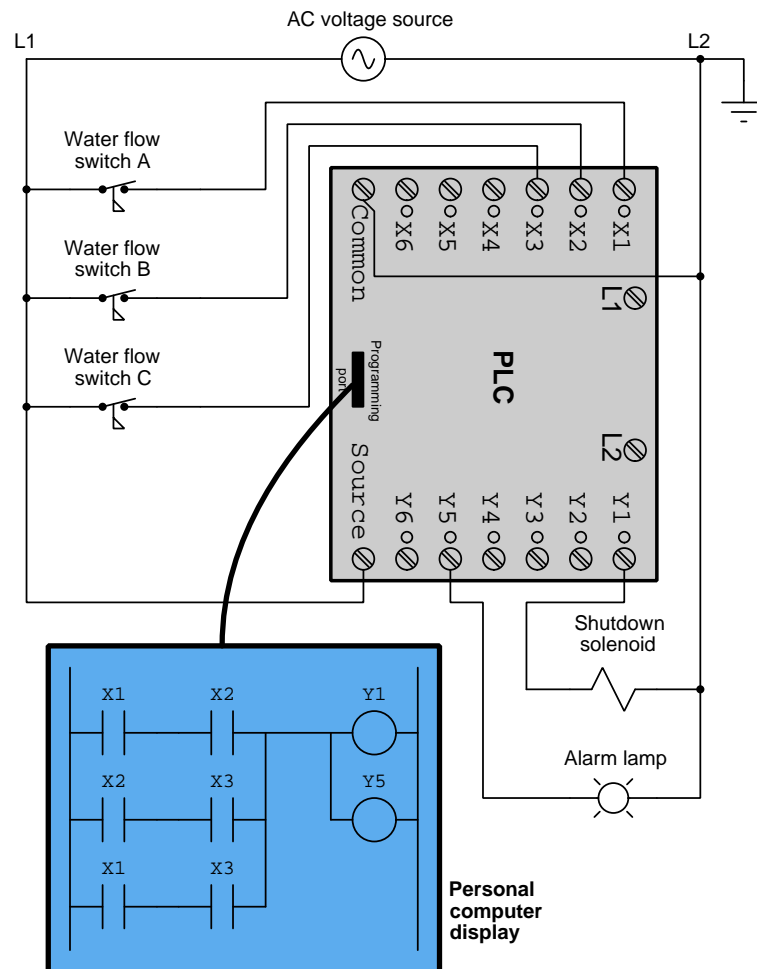 AC voltage source
L1
L2
Water flow
switch A
Water flow
switch B
Water flow
switch C
Common
X6
X5
X4
X3
X2
X1
L1
Programming
port
PLC
L2
Source
Y6
Y5
Y4
Y3
Y2
Y1
Shutdown
solenoid
Alarm lamp
X1
X2
Y1
X2
X3
Y5
X1
X3
Personal
computer
display